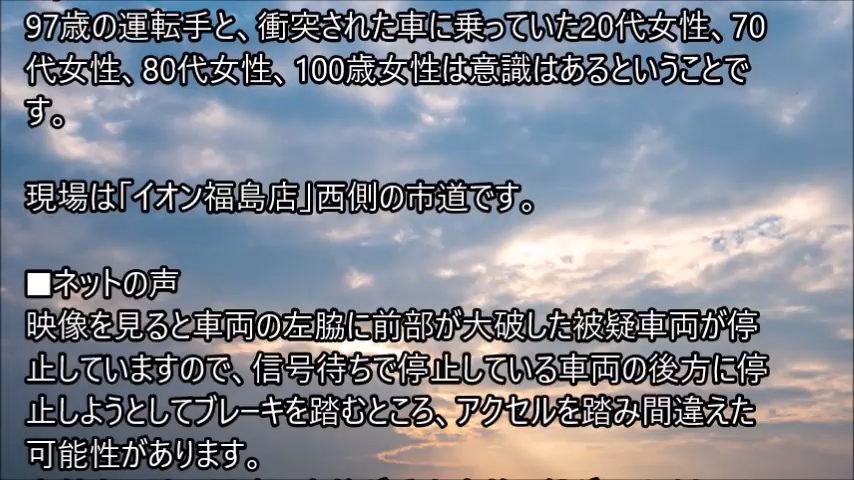 97歳の運転手と、衝突された車に乗っていた20代女性、70
代女性、80代女性、100歳女性は意識はあるということで
す。
現場は「イオン福島店」西側の市道です。
■ネットの声
映像を見ると車両の左脇に前部が大破した被疑車両が停
止していますので、信号待ちで停止している車両の後方に停
止しようとしてブレーキを踏むところ、アクセルを踏み間違えた
可能性があります。